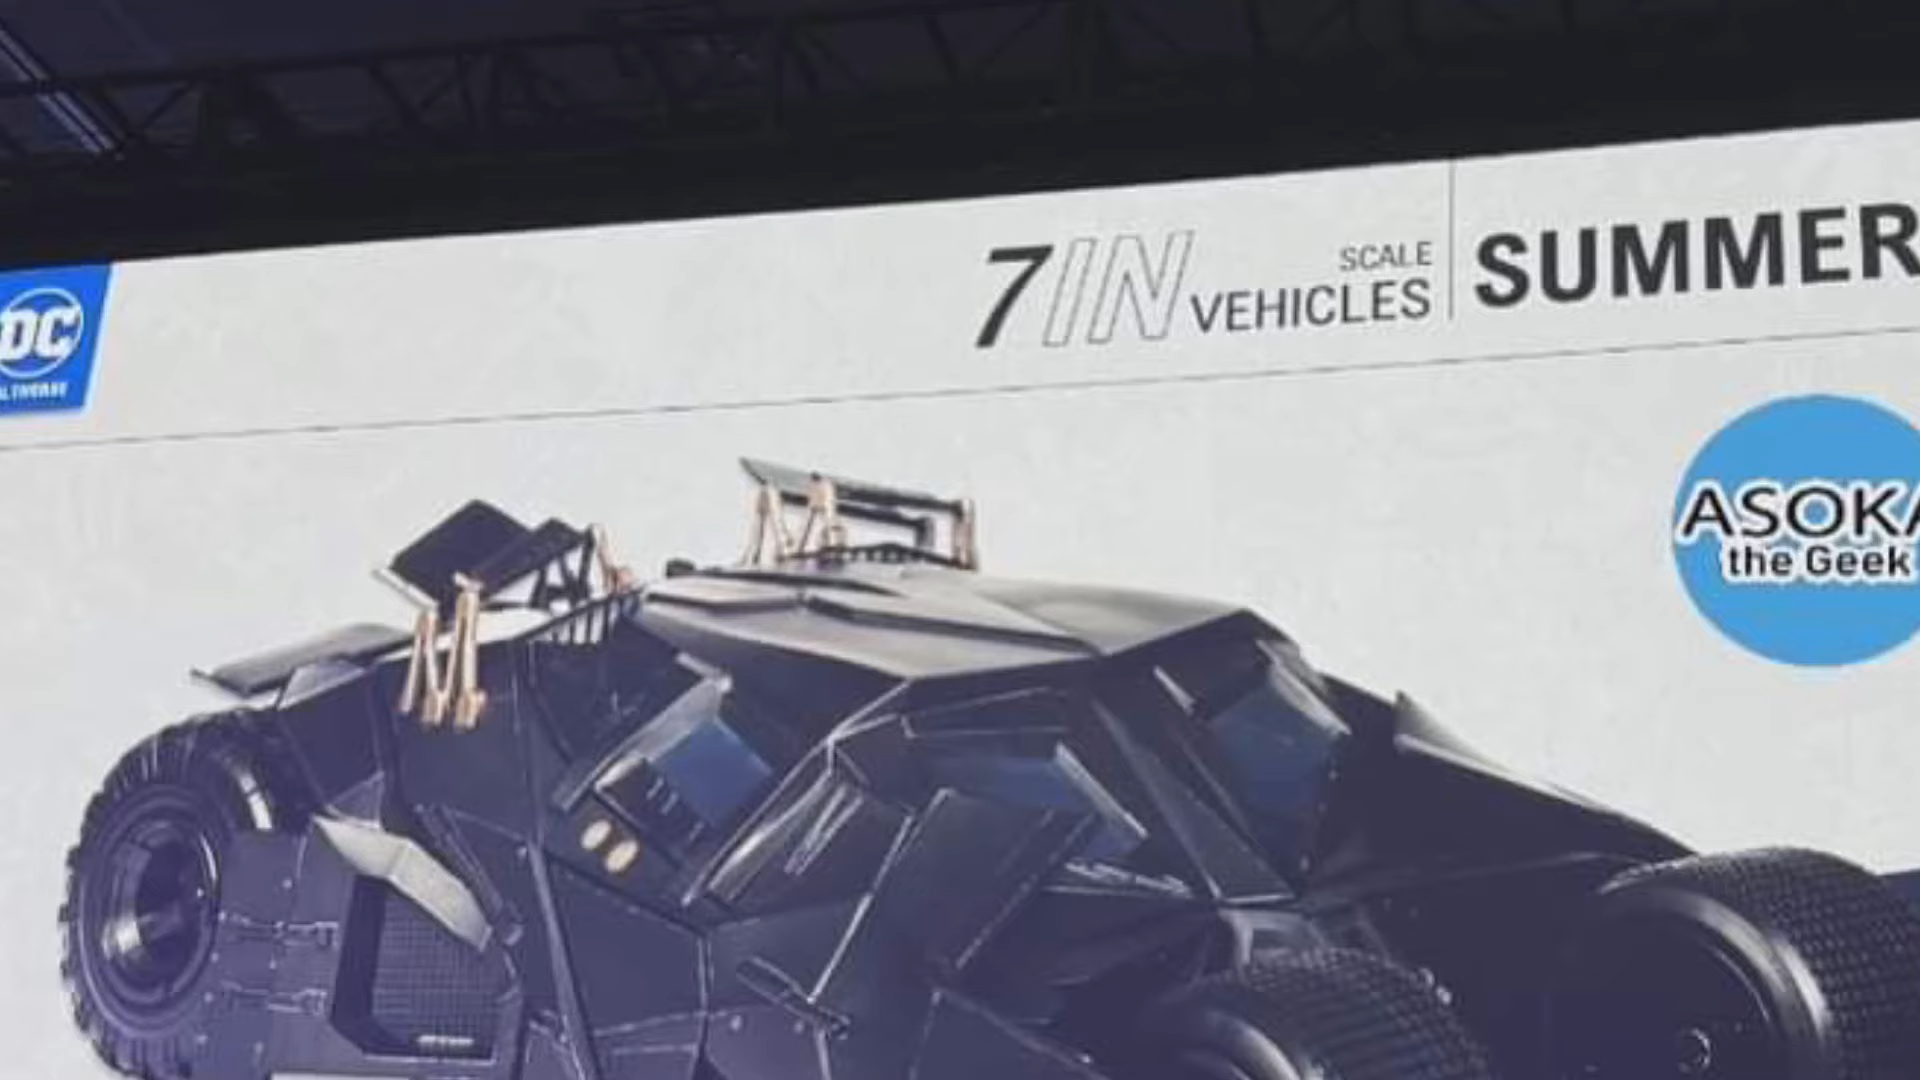 7IN SCALE VEHICLES
SUMMER
DC
ASOKA
the Geek